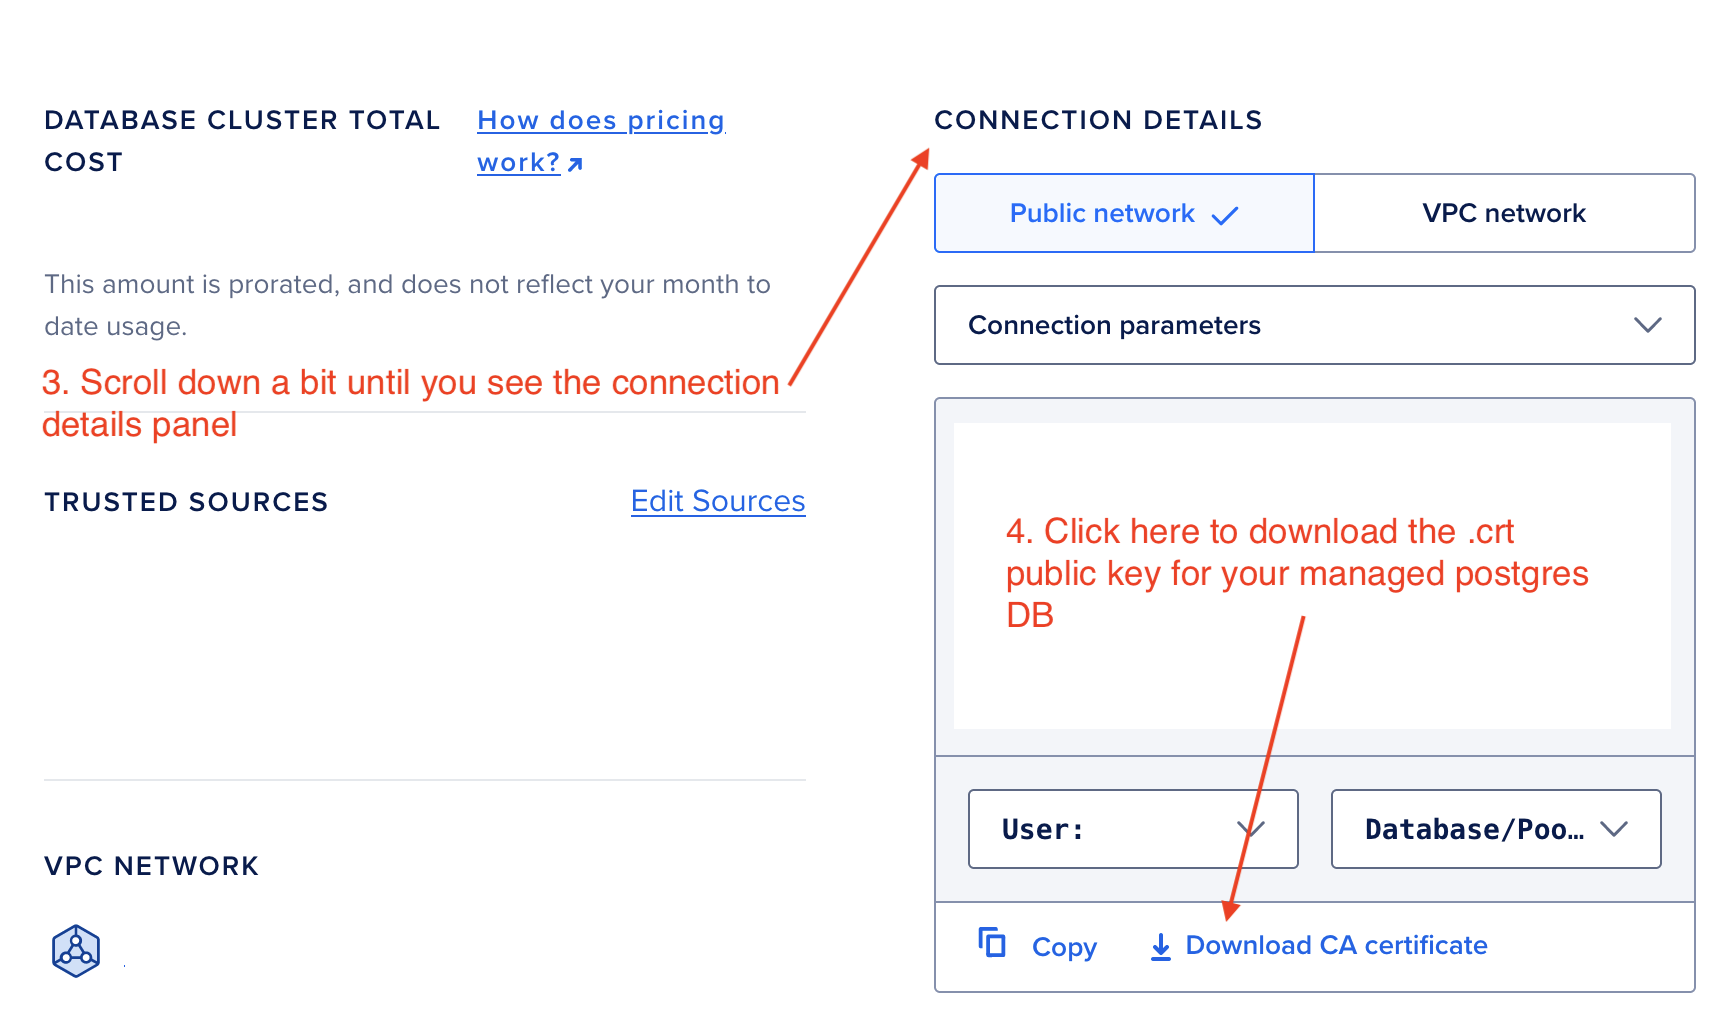 DATABASE CLUSTER TOTAL
COST
How does pricing
work?
This amount is prorated, and does not reflect your month to
date usage.
3. Scroll down a bit until you see the connection
details panel
TRUSTED SOURCES
Edit Sources
VPC NETWORK
CONNECTION DETAILS
Public network
VPC network
Connection parameters
4. Click here to download the .crt
public key for your managed postgres
DB
User:
Database/Poo…
Copy
Download CA certificate